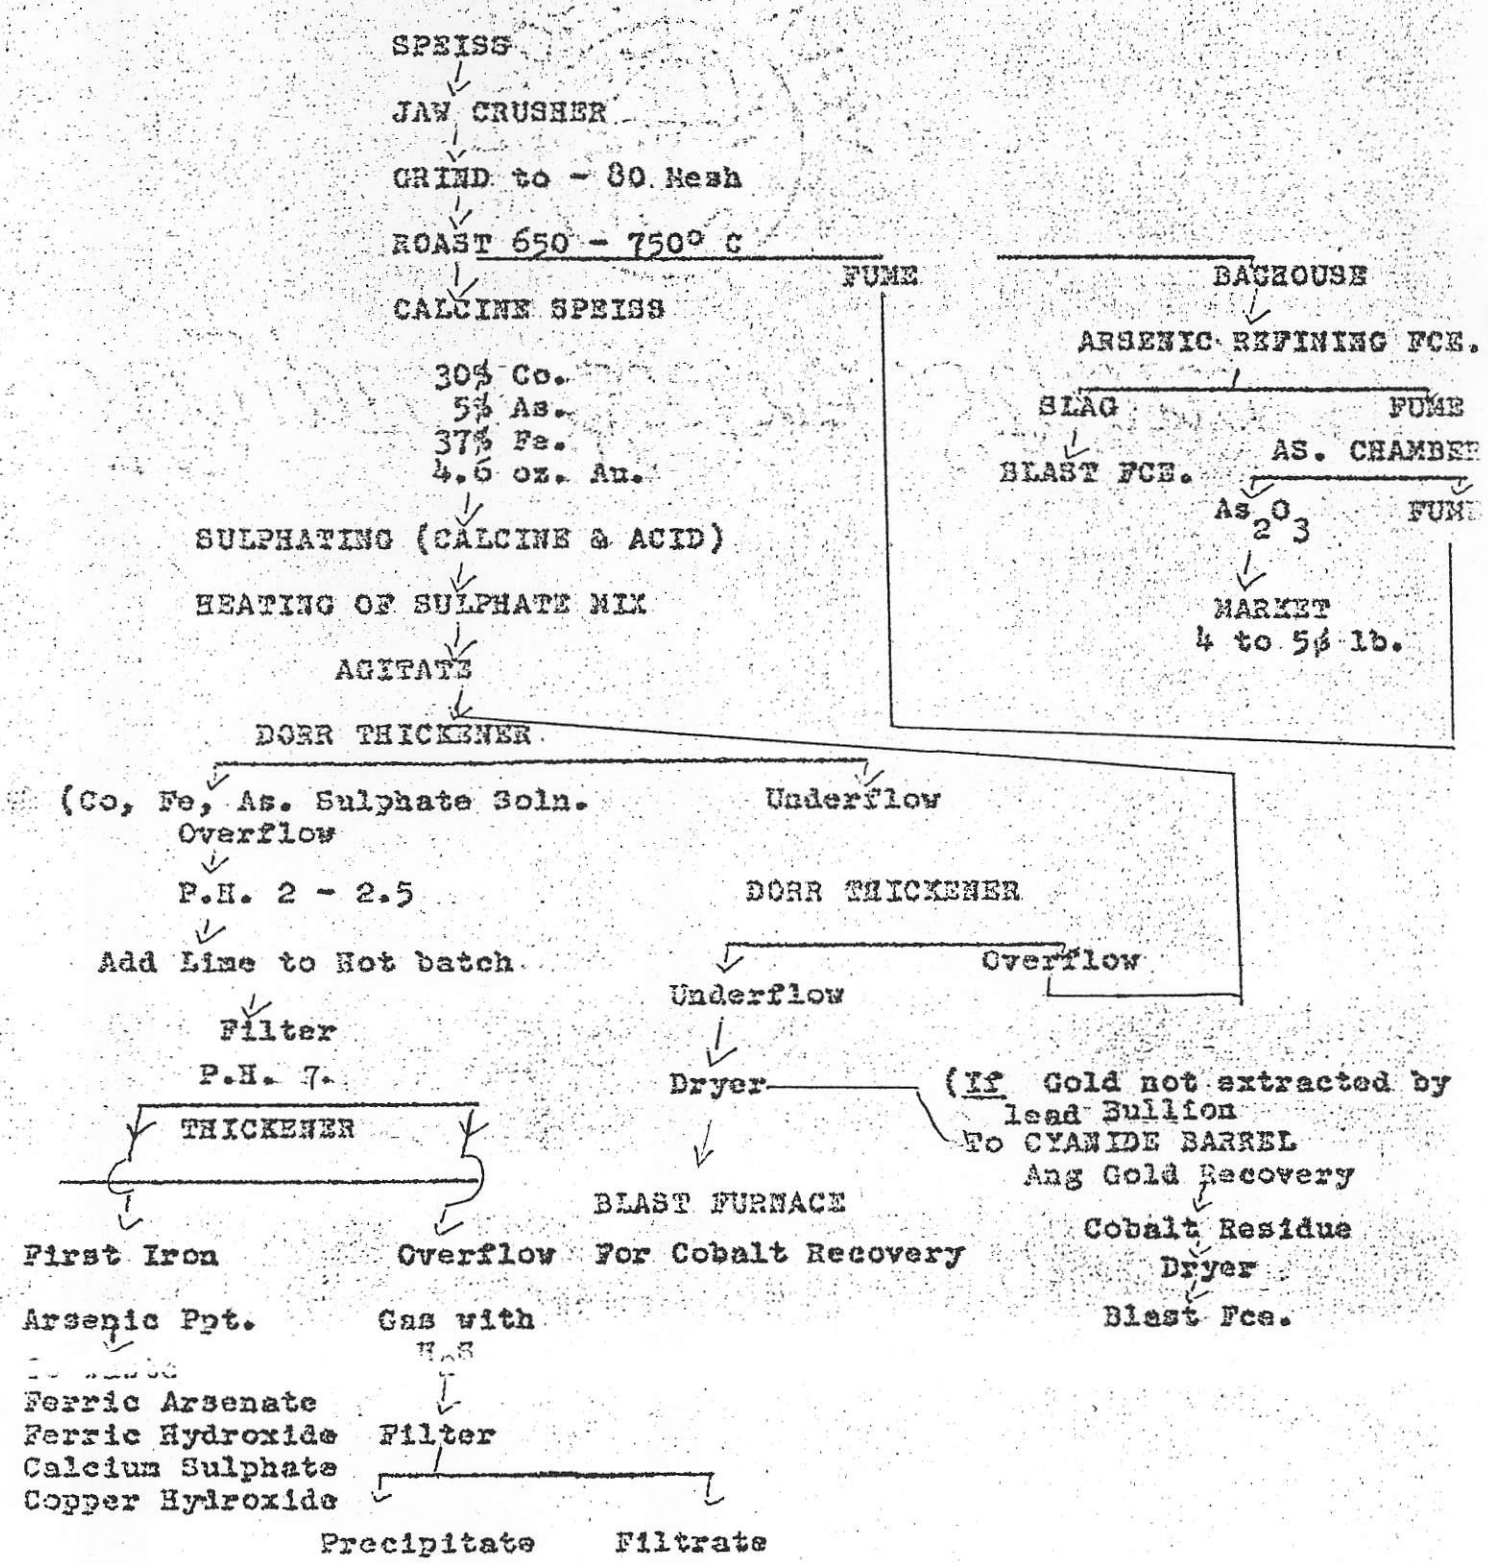 SPEISS
JAW CRUSHER
GRIND to - 80 Mesh
ROAST 650 - 750° C
FUME
BAGHOUSE
CALCINE SPEISS
ARSENIC REFINING FCE.
30% Co.
5% As.
37% Fe.
4.6 oz. Au.
SLAG
FUME
BLAST FCE.
AS. CHAMBER
As2O3
FUME
SULPHATING (CALCINE & ACID)
HEATING OF SULPHATE MIX
MARKET
4 to 5¢ lb.
AGITATE
DORR THICKENER
(Co, Fe, As. Sulphate Soln.
Underflow
Overflow
P.H. 2 - 2.5
DORR THICKENER
Add Lime to Hot batch
Overflow
Underflow
Filter
P.H. 7.
Dryer
(If Gold not extracted by
lead Bullion
THICKENER
To CYANIDE BARREL
Ang Gold Recovery
BLAST FURNACE
Cobalt Residue
First Iron
Overflow
For Cobalt Recovery
Dryer
Arsenic Ppt.
Gas with
Blast Fce.
Ferric Arsenate
Ferric Hydroxide
Filter
Calcium Sulphate
Copper Hydroxide
Precipitate
Filtrate